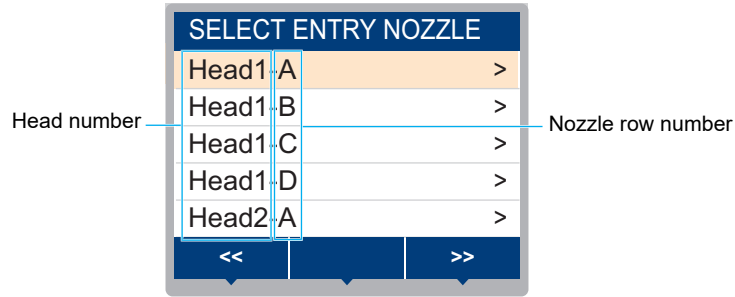 SELECT ENTRY NOZZLE
Head1-A >
Head1-B >
Head number
Nozzle row number
Head1-C >
Head1-D >
Head2-A >
<< >>